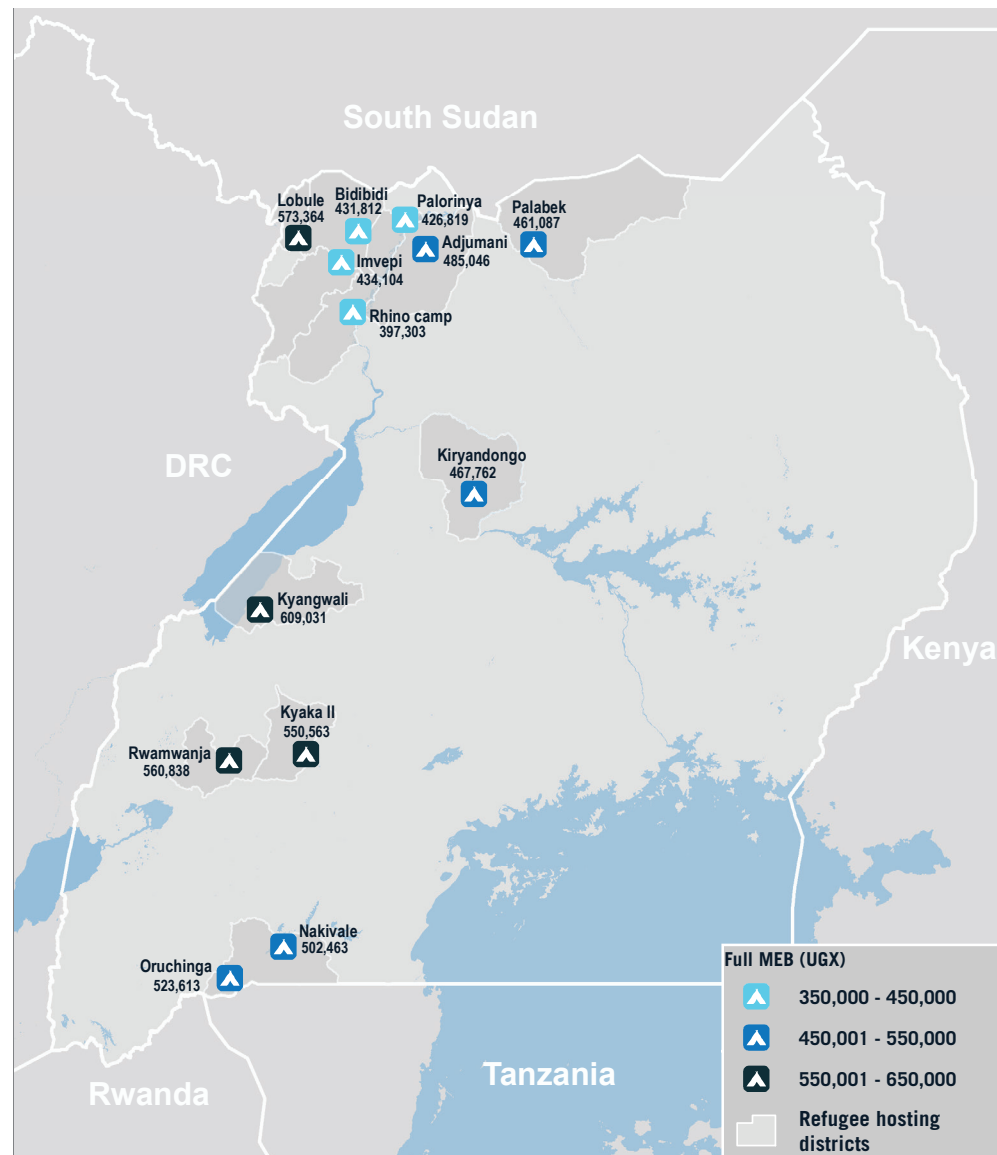 South Sudan
Lobule
573,364
Bidibidi
431,812
Palorinya
426,819
Palabek
461,087
Adjumani
485,046
Imvepi
434,104
Rhino camp
397,303
DRC
Kiryandongo
467,762
Kyangwali
609,031
Kenya
Kyaka II
550,563
Rwamwanja
560,838
Nakivale
502,463
Oruchinga
523,613
Rwanda
Tanzania
Full MEB (UGX)
350,000 - 450,000
450,001 - 550,000
550,001 - 650,000
Refugee hosting
districts